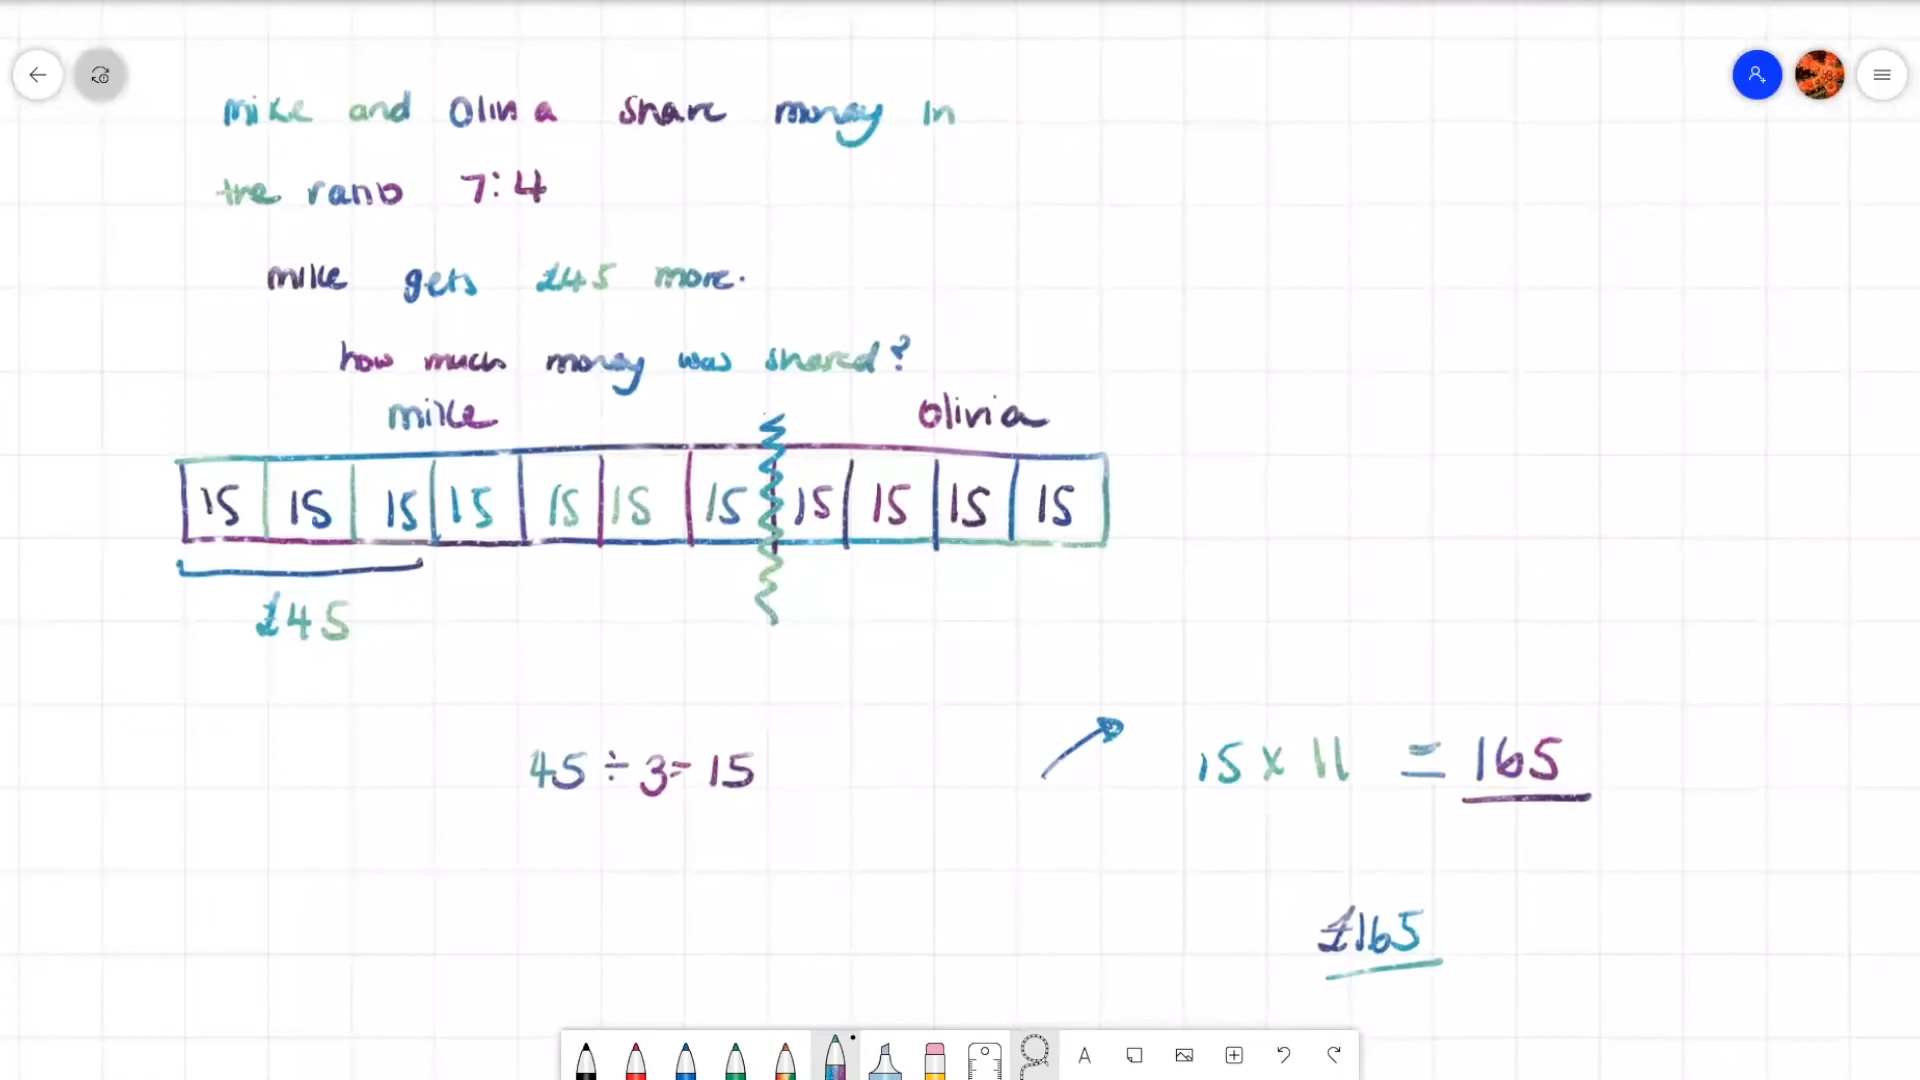 mike and Olivia share money in
the ratio 7:4
mike gets £45 more.
how much money was shared?
mike olivia
15 15 15 15 15 15 15 15 15 15 15
£45
45 ÷ 3 = 15
15 x 11 = 165
£165
A